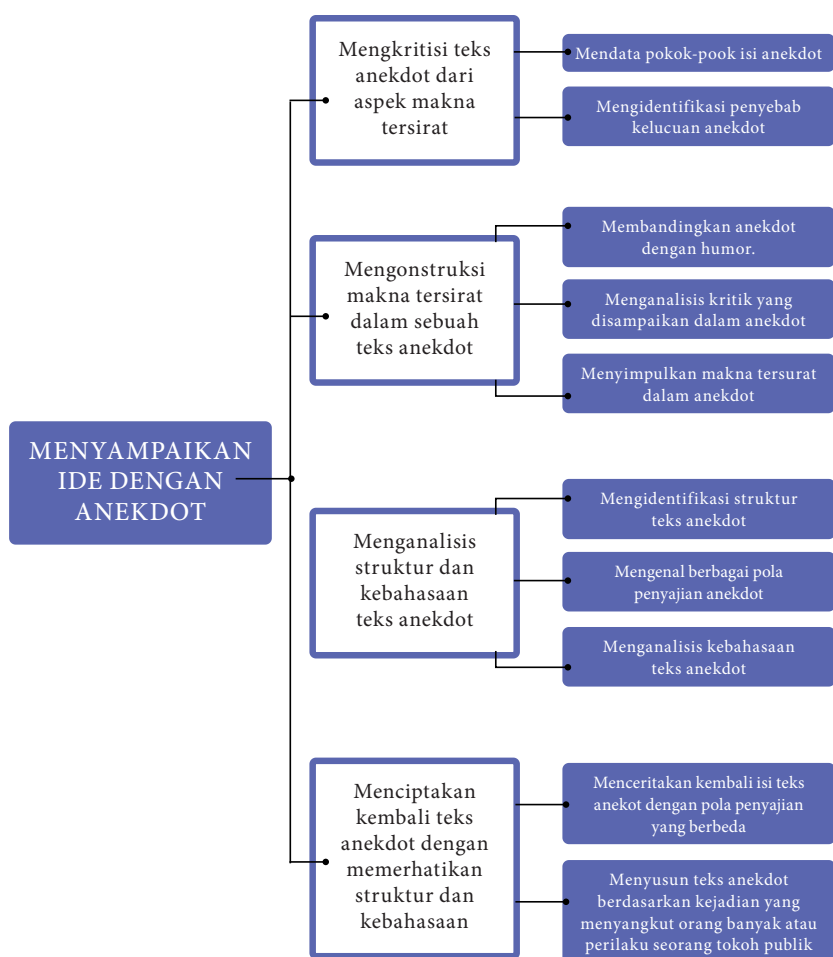 MENYAMPAIKAN
IDE DENGAN
ANEKDOT
Mengkritisi teks
anekdot dari
aspek makna
tersirat
Mendata pokok-pook isi anekdot
Mengidentifikasi penyebab
kelucuan anekdot
Mengonstruksi
makna tersirat
dalam sebuah
teks anekdot
Membandingkan anekdot
dengan humor.
Menganalisis kritik yang
disampaikan dalam anekdot
Menyimpulkan makna tersurat
dalam anekdot
Menganalisis
struktur dan
kebahasaan
teks anekdot
Mengidentifikasi struktur
teks anekdot
Mengenal berbagai pola
penyajian anekdot
Menganalisis kebahasaan
teks anekdot
Menciptakan
kembali teks
anekdot dengan
memerhatikan
struktur dan
kebahasaan
Menceritakan kembali isi teks
anekot dengan pola penyajian
yang berbeda
Menyusun teks anekdot
berdasarkan kejadian yang
menyangkut orang banyak atau
perilaku seorang tokoh publik